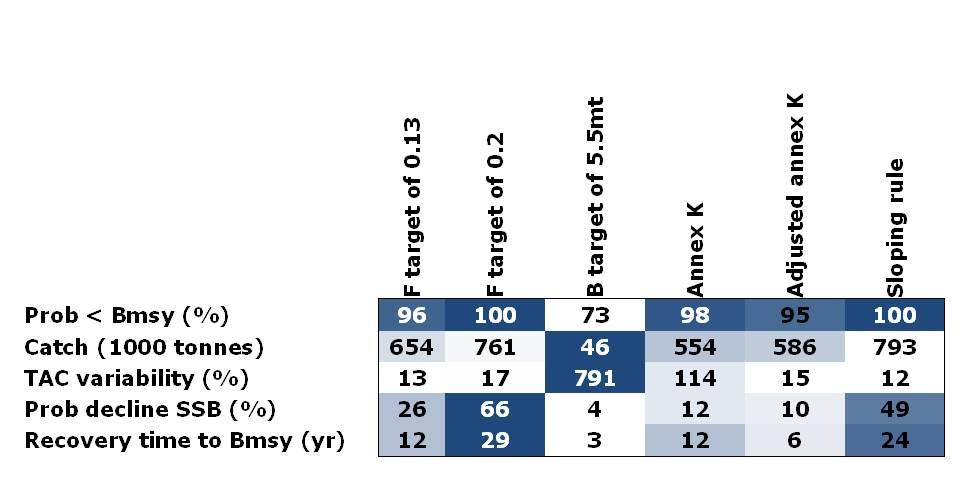 F target of 0.13
F target of 0.2
B target of 5.5mt
Annex K
Adjusted annex K
Sloping rule
Prob < Bmsy (%) 96 100 73 98 95 100
Catch (1000 tonnes) 654 761 46 554 586 793
TAC variability (%) 13 17 791 114 15 12
Prob decline SSB (%) 26 66 4 12 10 49
Recovery time to Bmsy (yr) 12 29 3 12 6 24